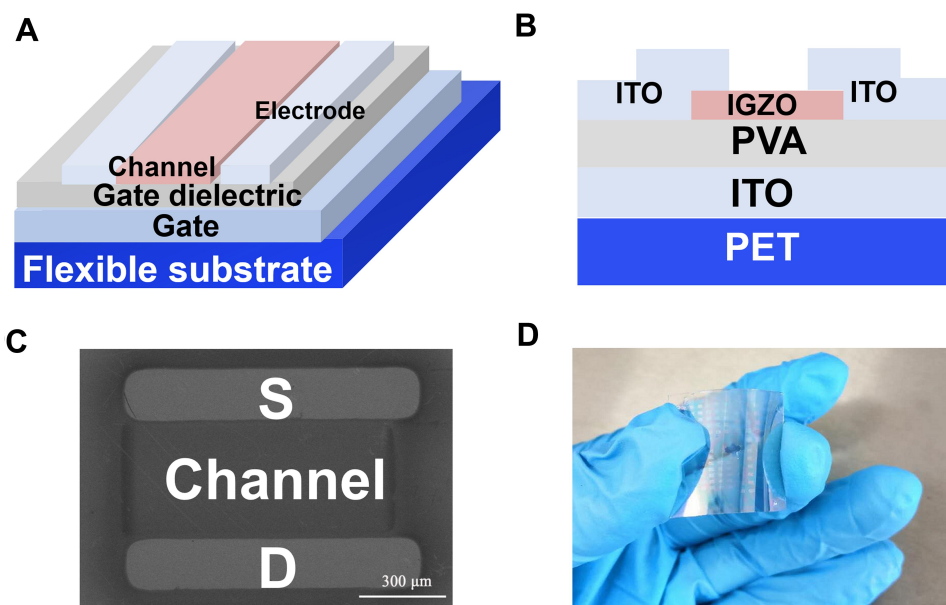 A
Electrode
Channel
Gate dielectric
Gate
Flexible substrate
B
ITO
IGZO
ITO
PVA
ITO
PET
C
S
Channel
D
300 μm
D